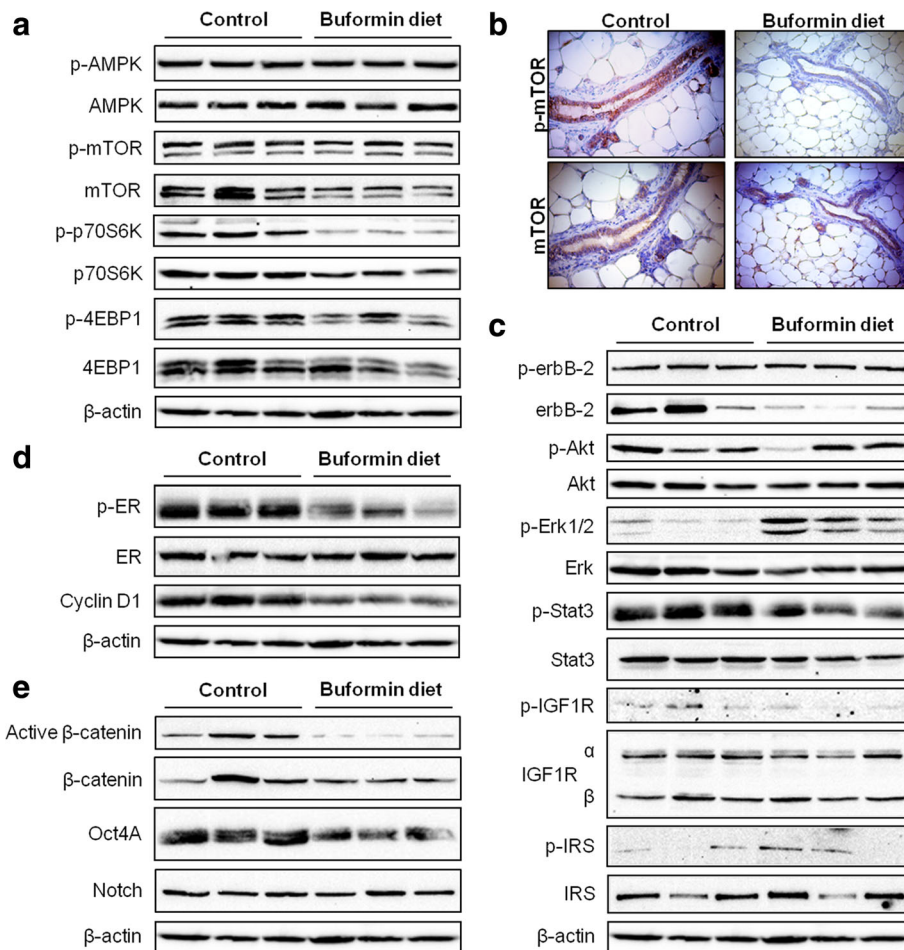 a
Control Buformin diet
p-AMPK
AMPK
p-mTOR
mTOR
p-p70S6K
p70S6K
p-4EBP1
4EBP1
β-actin
b
Control Buformin diet
p-mTOR
mTOR
c
Control Buformin diet
p-erbB-2
erbB-2
p-Akt
Akt
p-Erk1/2
Erk
p-Stat3
Stat3
p-IGF1R
α
IGF1R
β
p-IRS
IRS
β-actin
d
Control Buformin diet
p-ER
ER
Cyclin D1
β-actin
e
Control Buformin diet
Active β-catenin
β-catenin
Oct4A
Notch
β-actin